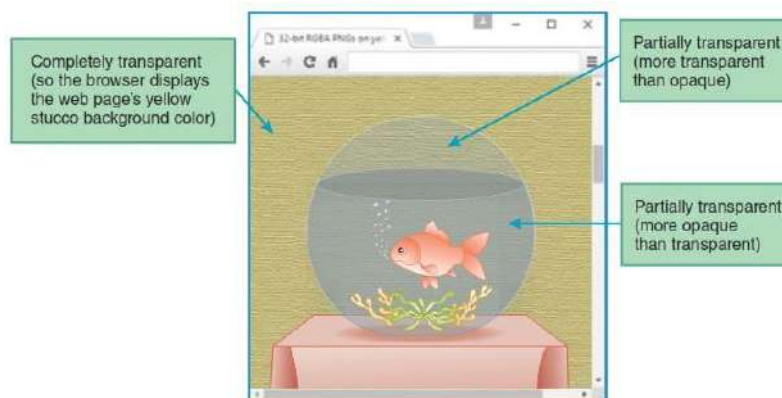 32-bit RGBA PNGs on yel
Completely transparent
(so the browser displays
the web page's yellow
stucco background color)
Partially transparent
(more transparent
than opaque)
Partially transparent
(more opaque
than transparent)